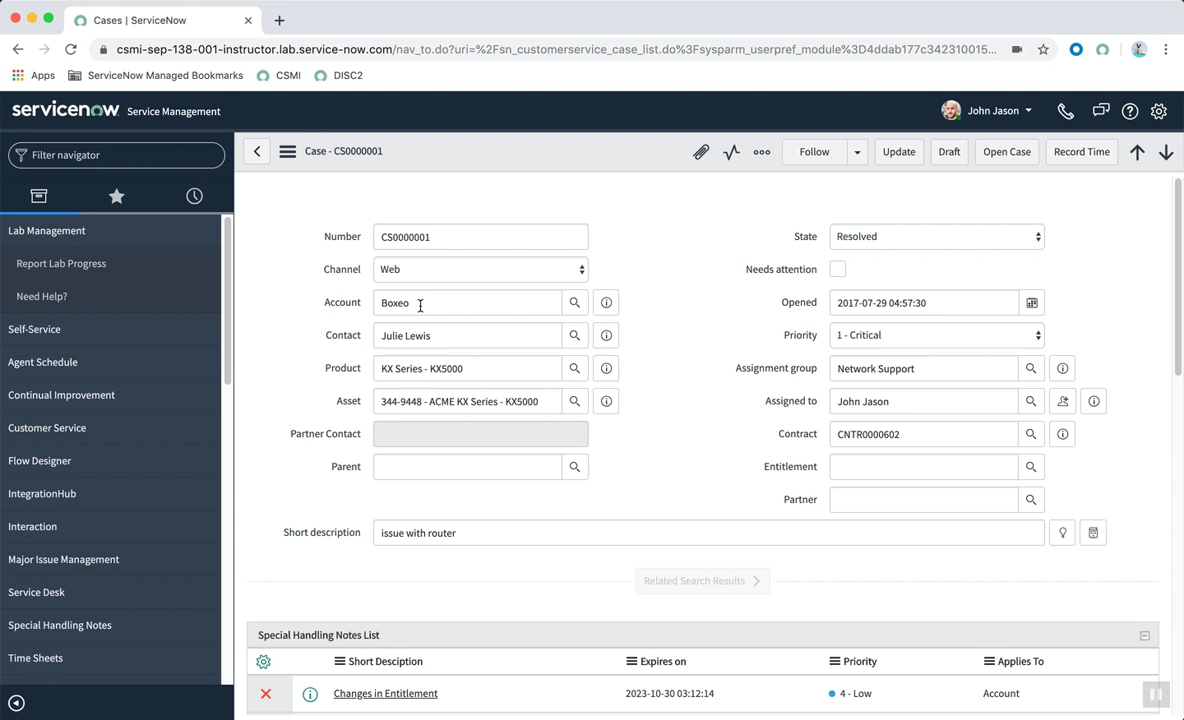 Cases | ServiceNow
csmi-sep-138-001-instructor.lab.service-now.com/nav_to.do?uri=%2Fsn_customerservice_case_list.do%3Fsysparm_userpref_module%3D4ddab177c342310015...
Apps ServiceNow Managed Bookmarks CSMI DISC2
servicenow Service Management John Jason
Filter navigator
Case - CS0000001 Follow Update Draft Open Case Record Time
Lab Management
Report Lab Progress
Need Help?
Self-Service
Agent Schedule
Continual Improvement
Customer Service
Flow Designer
IntegrationHub
Interaction
Major Issue Management
Service Desk
Special Handling Notes
Time Sheets
Number CS0000001
Channel Web
Account Boxeo
Contact Julie Lewis
Product KX Series - KX5000
Asset 344-9448 - ACME KX Series - KX5000
Partner Contact
Parent
State Resolved
Needs attention
Opened 2017-07-29 04:57:30
Priority 1 - Critical
Assignment group Network Support
Assigned to John Jason
Contract CNTR0000602
Entitlement
Partner
Short description issue with router
Related Search Results
Special Handling Notes List
Short Desciption Expires on Priority Applies To
Changes in Entitlement 2023-10-30 03:12:14 4 - Low Account